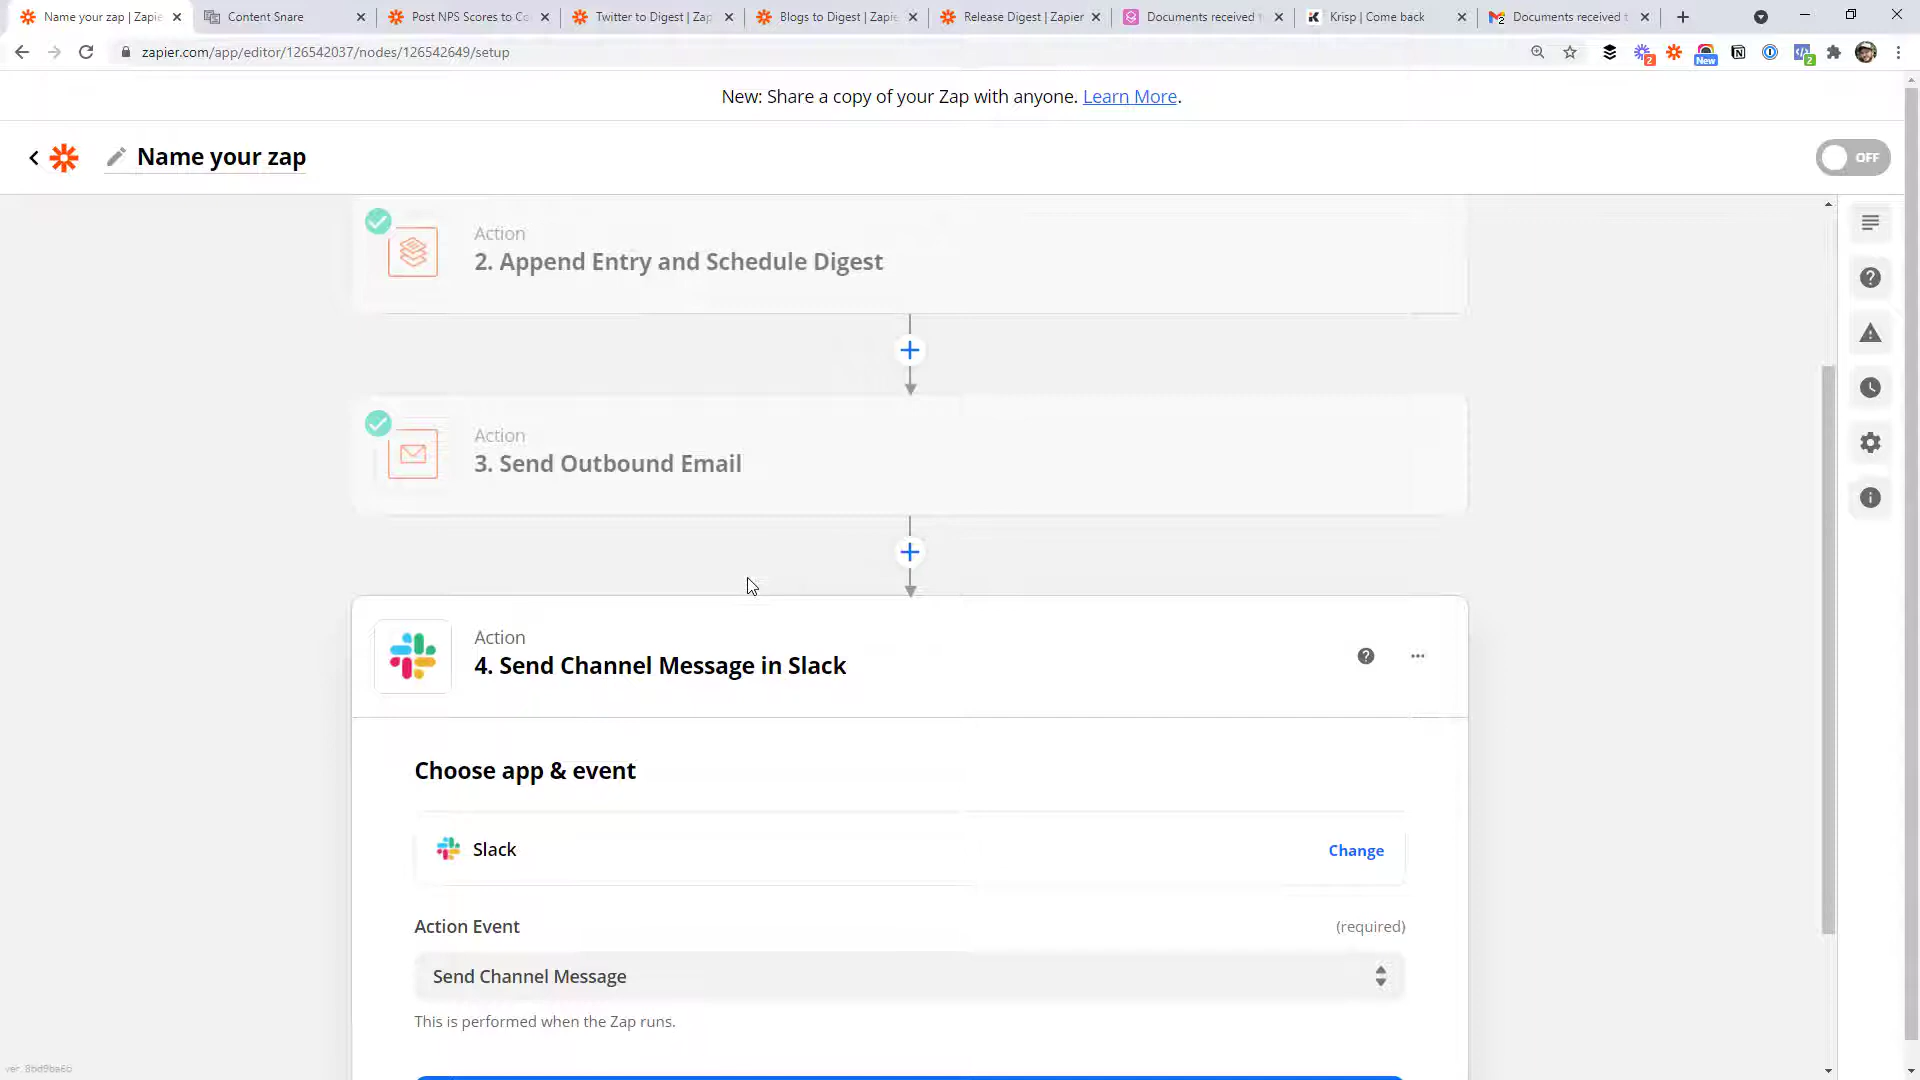 Name your zap | Zapie
Content Snare
Post NPS Scores to Co
Twitter to Digest | Zap
Blogs to Digest | Zapie
Release Digest | Zapier
Documents received
Krisp | Come back
Documents received t
zapier.com/app/editor/126542037/nodes/126542649/setup
2
New
2
New: Share a copy of your Zap with anyone. Learn More.
Name your zap
OFF
Action
2. Append Entry and Schedule Digest
Action
3. Send Outbound Email
Action
4. Send Channel Message in Slack
Choose app & event
Slack
Change
Action Event
(required)
Send Channel Message
This is performed when the Zap runs.